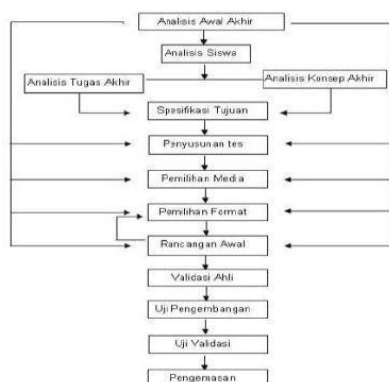 Analisis Awal Akhir
Analisis Siswa
Analisis Tugas Akhir
Analisis Konsep Akhir
Spesifikasi Tujuan
Penyusunan tes
Pemilihan Media
Pemilihan Format
Rancangan Awal
Validasi Ahli
Uji Pengembangan
Uji Validasi
Pengemasan